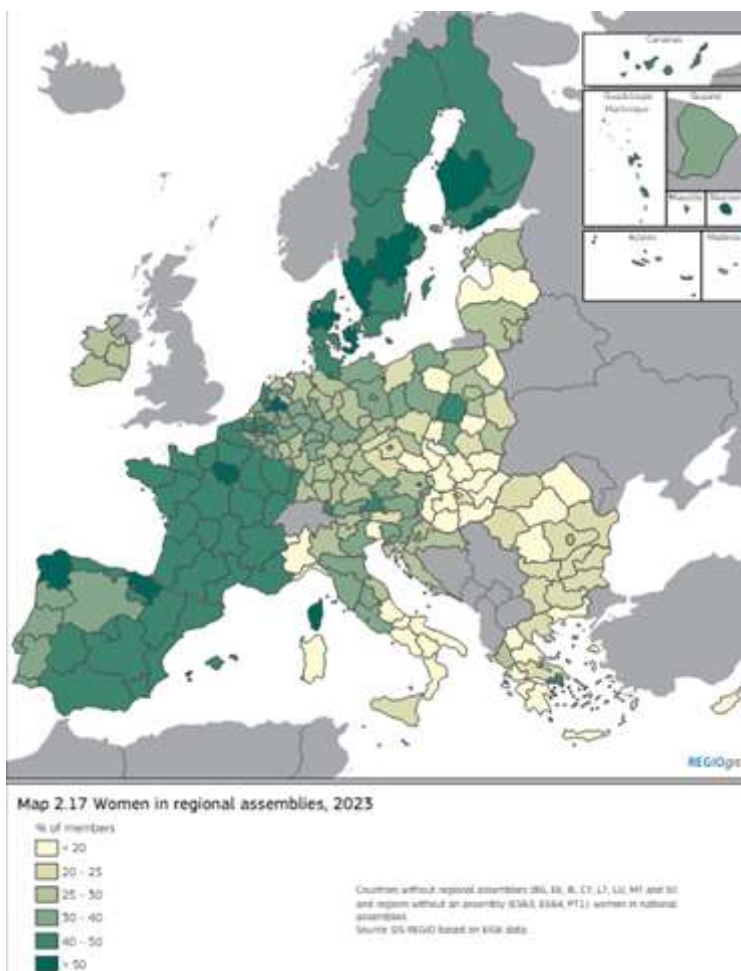 Canarias
Guadeloupe
Martinique
Guyane
Mayotte
Réunion
Açores
Madeira
REGIOgis
Map 2.17 Women in regional assemblies, 2023
% of members
< 20
20 - 25
25 - 30
30 - 40
40 - 50
> 50
Countries without regional assemblies (BG, EE, IE, CY, LT, LU, MT and SI)
and regions without an assembly (ES63, ES64, PT1): women in national
assemblies.
Source: DG REGIO based on EIGE data.